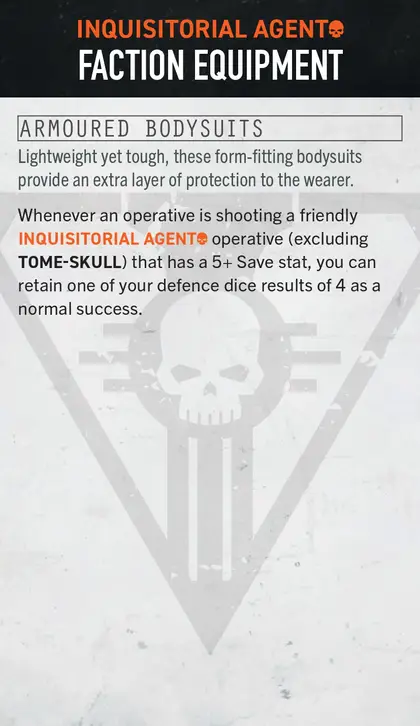 INQUISITORIAL AGENT
FACTION EQUIPMENT
ARMOURED BODYSUITS
Lightweight yet tough, these form-fitting bodysuits
provide an extra layer of protection to the wearer.
Whenever an operative is shooting a friendly
INQUISITORIAL AGENT operative (excluding
TOME-SKULL) that has a 5+ Save stat, you can
retain one of your defence dice results of 4 as a
normal success.